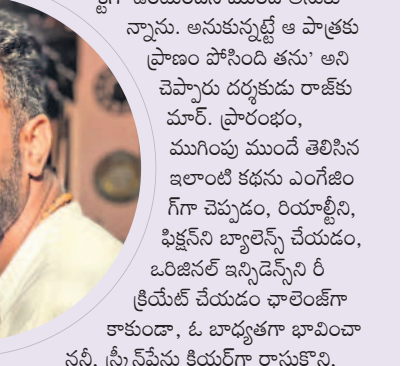 న్నాను. అనుకున్నట్టే ఆ పాత్రకు
ప్రాణం పోసింది తను’ అని
చెప్పారు దర్శకుడు రాజ్‌కు
మార్. ప్రారంభం,
ముగింపు ముందే తెలిసిన
ఇలాంటి కథను ఎంగేజిం
గ్‌గా చెప్పడం, రియాల్టీని,
ఫిక్షన్‌ని బ్యాలెన్స్ చేయడం,
ఒరిజినల్ ఇన్సిడెన్స్‌ని రీ
క్రియేట్ చేయడం ఛాలెంజ్‌గా
కాకుండా, ఓ బాధ్యతగా భావించా
ననీ, స్క్రీన్‌ప్లేను క్లియర్‌గా రాసుకొని,